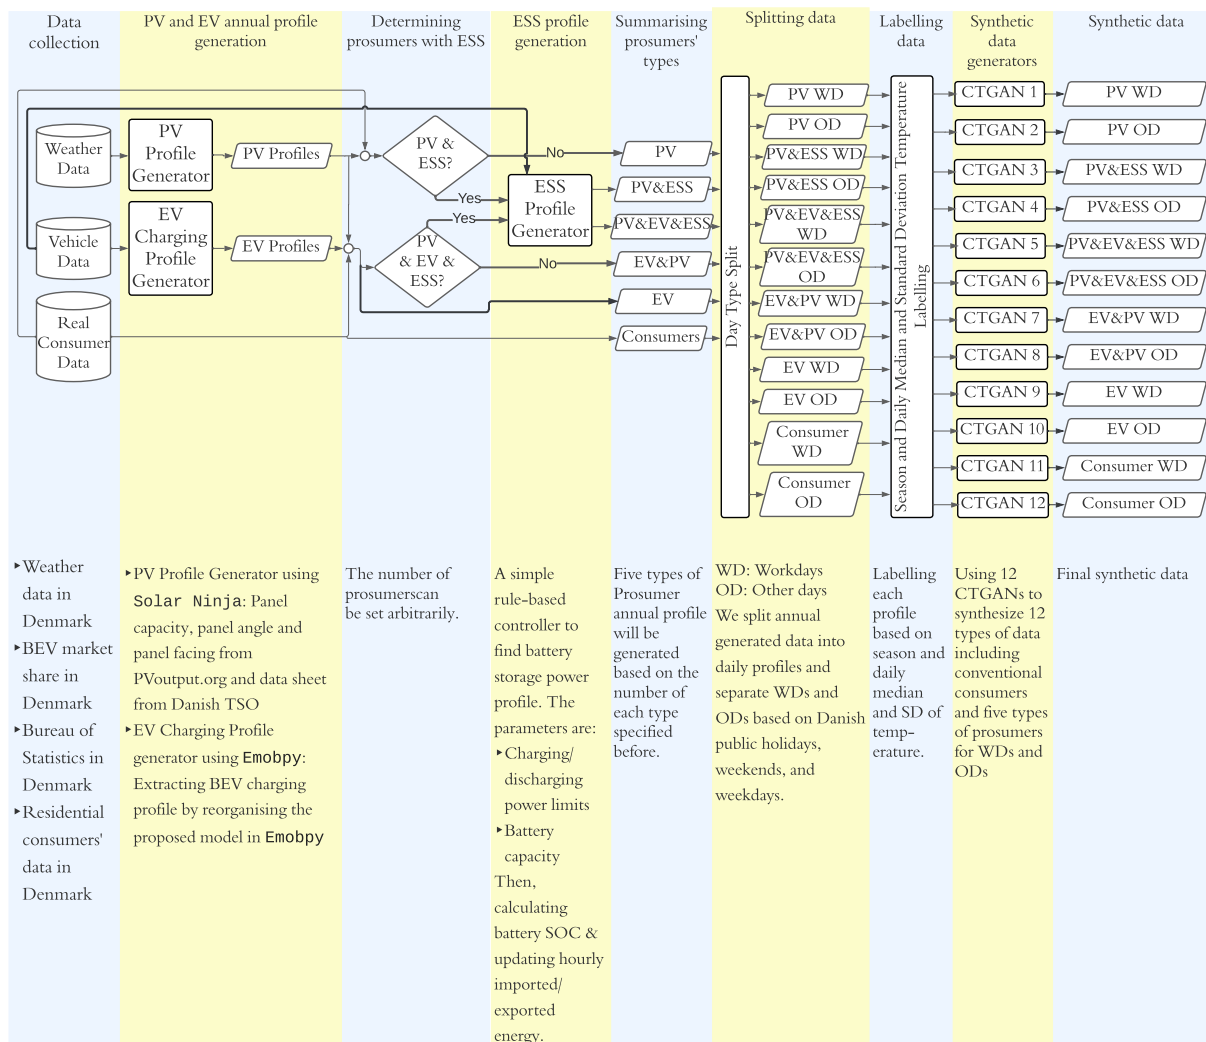 Data
collection
PV and EV annual profile
generation
Determining
prosumers with ESS
ESS profile
generation
Summarising
prosumers'
types
Splitting data
Labelling
data
Synthetic
data
generators
Synthetic data
Weather
Data
Vehicle
Data
Real
Consumer
Data
PV
Profile
Generator
EV
Charging
Profile
Generator
PV Profiles
EV Profiles
PV &
ESS?
PV
& EV &
ESS?
No
Yes
Yes
No
ESS
Profile
Generator
PV
PV&ESS
PV&EV&ESS
EV&PV
EV
Consumers
Day Type Split
PV WD
PV OD
PV&ESS WD
PV&ESS OD
PV&EV&ESS
WD
PV&EV&ESS
OD
EV&PV WD
EV&PV OD
EV WD
EV OD
Consumer
WD
Consumer
OD
Season and Daily Median and Standard Deviation Temperature
Labelling
CTGAN 1
CTGAN 2
CTGAN 3
CTGAN 4
CTGAN 5
CTGAN 6
CTGAN 7
CTGAN 8
CTGAN 9
CTGAN 10
CTGAN 11
CTGAN 12
PV WD
PV OD
PV&ESS WD
PV&ESS OD
PV&EV&ESS WD
PV&EV&ESS OD
EV&PV WD
EV&PV OD
EV WD
EV OD
Consumer WD
Consumer OD
‣Weather
data in
Denmark
‣BEV market
share in
Denmark
‣Bureau of
Statistics in
Denmark
‣Residential
consumers'
data in
Denmark
‣PV Profile Generator using
Solar Ninja: Panel
capacity, panel angle and
panel facing from
PVoutput.org and data sheet
from Danish TSO
‣EV Charging Profile
generator using Emobpy:
Extracting BEV charging
profile by reorganising the
proposed model in Emobpy
The number of
prosumerscan
be set arbitrarily.
A simple
rule-based
controller to
find battery
storage power
profile. The
parameters are:
‣Charging/
discharging
power limits
‣Battery
capacity
Then,
calculating
battery SOC &
updating hourly
imported/
exported
energy.
Five types of
Prosumer
annual profile
will be
generated
based on the
number of
each type
specified
before.
WD: Workdays
OD: Other days
We split annual
generated data into
daily profiles and
separate WDs and
ODs based on Danish
public holidays,
weekends, and
weekdays.
Labelling
each
profile
based on
season and
daily
median
and SD of
temp-
erature.
Using 12
CTGANs to
synthesize 12
types of data
including
conventional
consumers
and five types
of prosumers
for WDs and
ODs
Final synthetic data